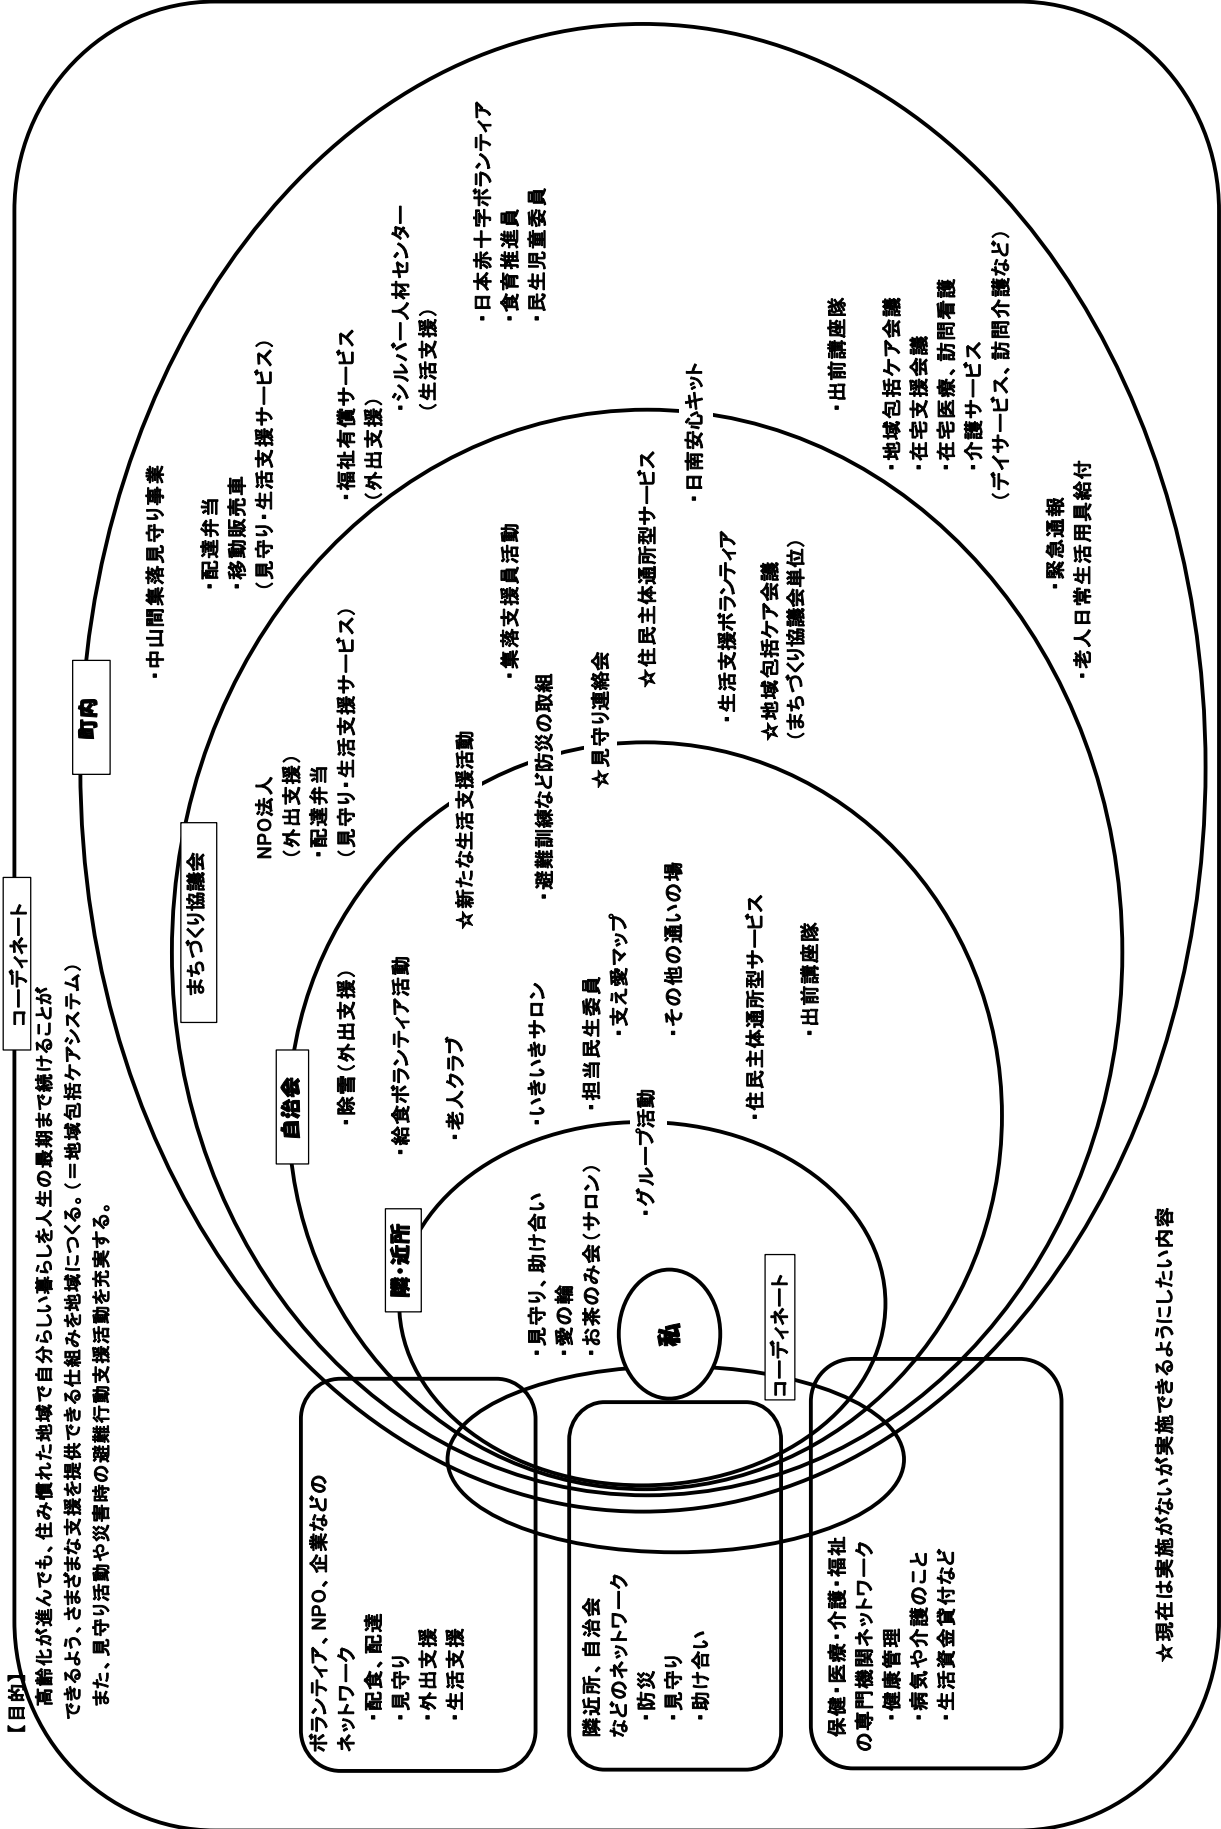 【目的】
高齢化が進んでも、住み慣れた地域で自分らしい暮らしを人生の最期まで続けることが
できるよう、さまざまな支援を提供できる仕組みを地域につくる。(=地域包括ケアシステム)
また、見守り活動や災害時の避難行動支援活動を充実する。
コーディネート
町内
・中山間集落見守り事業
・配達弁当
・移動販売車
(見守り・生活支援サービス)
・福祉有償サービス
(外出支援)
・シルバー人材センター
(生活支援)
・日本赤十字ボランティア
・食育推進員
・民生児童委員
・出前講座隊
・地域包括ケア会議
・在宅支援会議
・在宅医療、訪問看護
・介護サービス
(デイサービス、訪問介護など)
・緊急通報
・老人日常生活用具給付
まちづくり協議会
NPO法人
(外出支援)
・配達弁当
(見守り・生活支援サービス)
☆新たな生活支援活動
・集落支援員活動
・避難訓練など防災の取組
☆見守り連絡会
☆住民主体通所型サービス
・日南安心キット
・生活支援ボランティア
☆地域包括ケア会議
(まちづくり協議会単位)
自治会
・除雪(外出支援)
・給食ボランティア活動
・老人クラブ
・いきいきサロン
・担当民生委員
・支え愛マップ
・その他の通いの場
・住民主体通所型サービス
・出前講座隊
隣・近所
・見守り、助け合い
・愛の輪
・お茶のみ会(サロン)
・グループ活動
私
コーディネート
ボランティア、NPO、企業などの
ネットワーク
・配食、配達
・見守り
・外出支援
・生活支援
隣近所、自治会
などのネットワーク
・防災
・見守り
・助け合い
保健・医療・介護・福祉
の専門機関ネットワーク
・健康管理
・病気や介護のこと
・生活資金貸付など
☆現在は実施がないが実施できるようにしたい内容